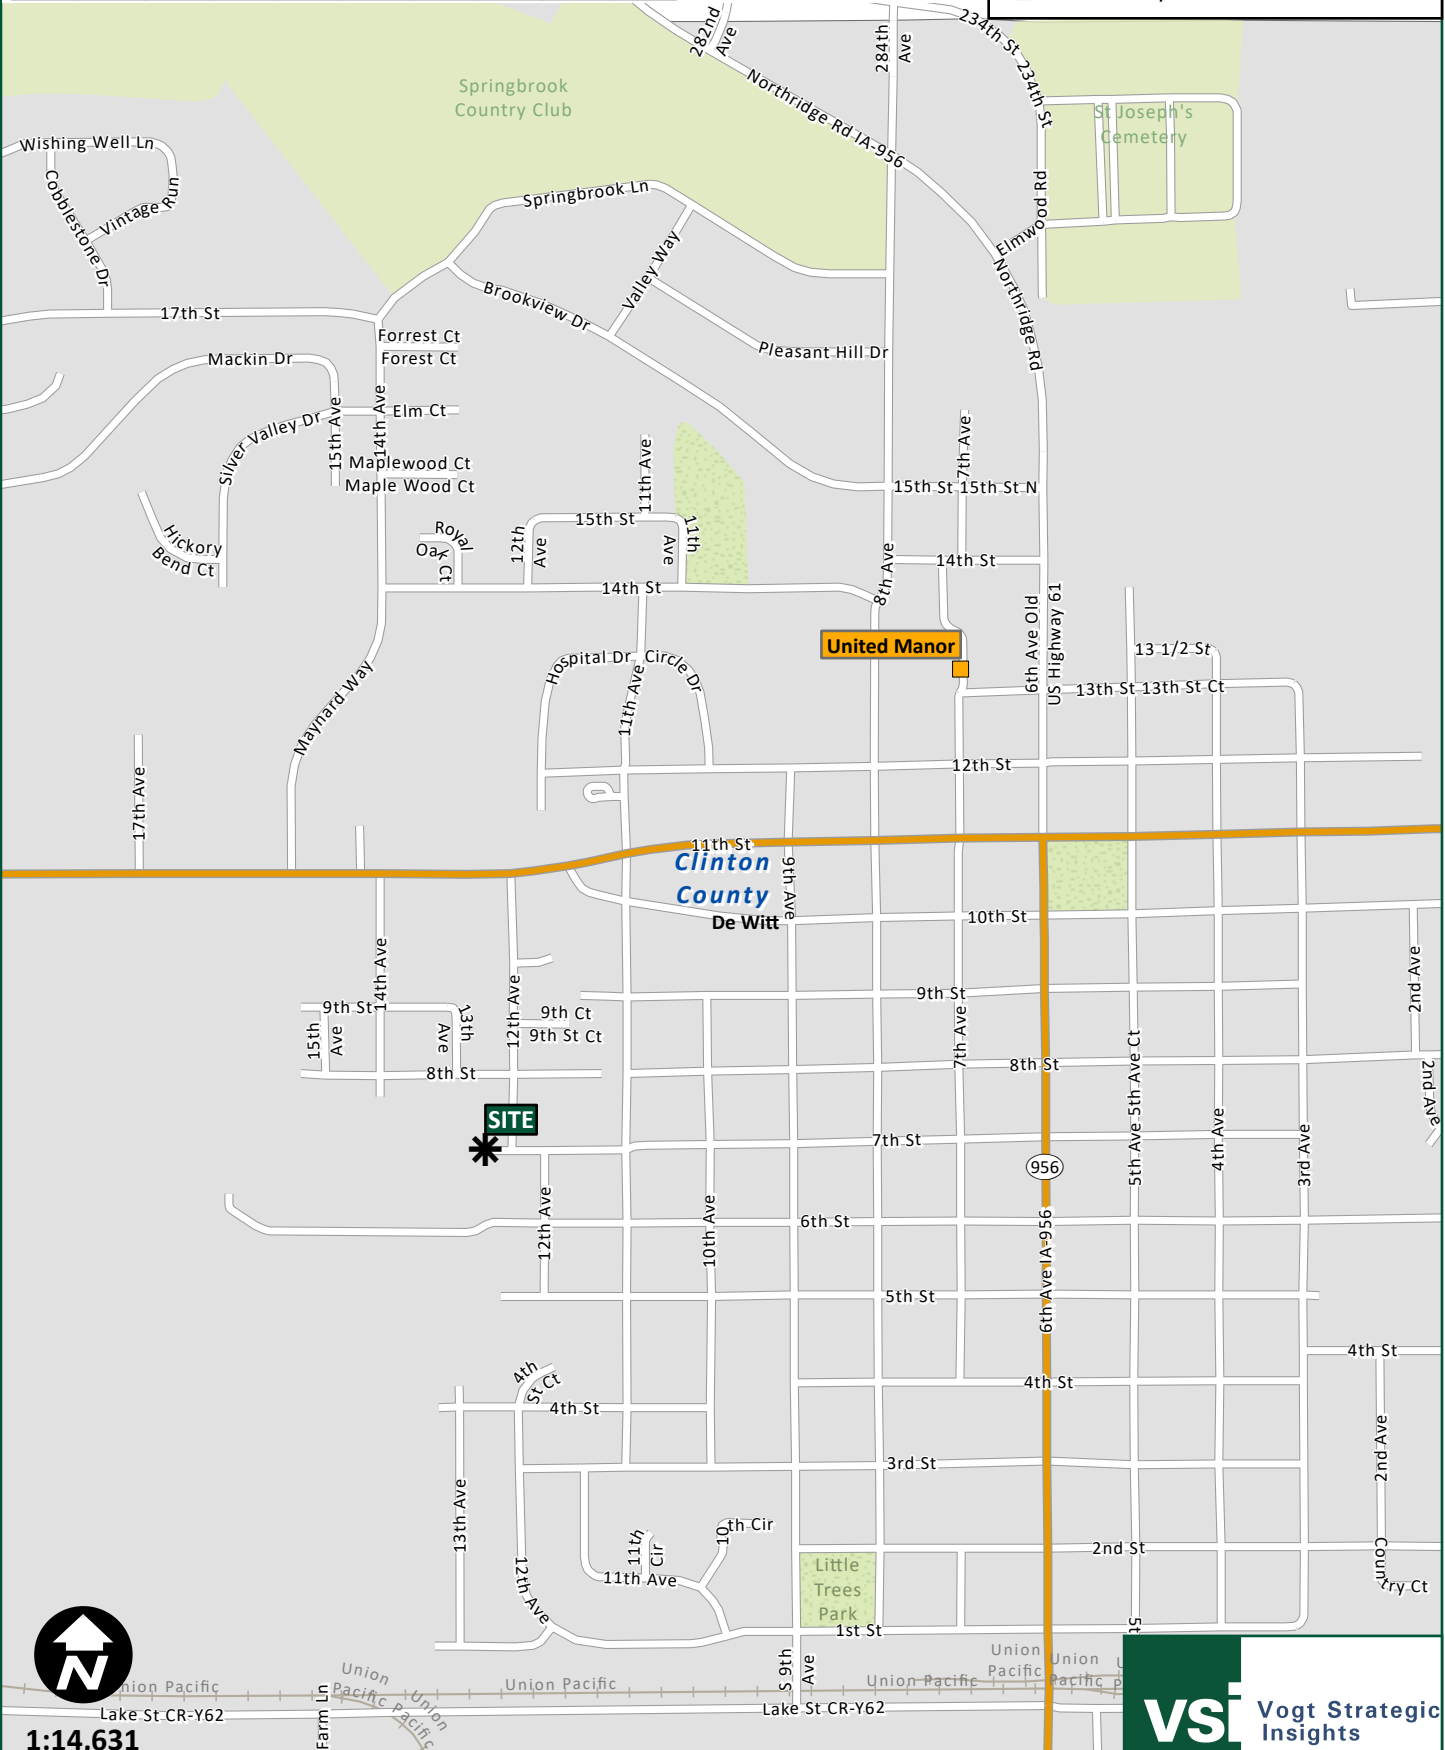 282nd
Ave
284th
Ave
234th St
234th St
Springbrook
Country Club
Northridge Rd IA-956
St Joseph's
Cemetery
Wishing Well Ln
Cobblestone Dr
Vintage Run
Springbrook Ln
Elmwood Rd
Valley Way
Brookview Dr
Northridge Rd
17th St
Forrest Ct
Forest Ct
Pleasant Hill Dr
Mackin Dr
15th Ave
14th Ave
Elm Ct
Silver Valley Dr
Maplewood Ct
Maple Wood Ct
11th Ave
7th Ave
15th St
15th St N
Hickory
Bend Ct
Royal
Oak Ct
12th
Ave
15th St
11th
Ave
8th Ave
14th St
14th St
6th Ave Old
US Highway 61
United Manor
Hospital Dr
Circle Dr
11th Ave
13 1/2 St
13th St
13th St Ct
Maynard Way
12th St
17th Ave
11th St
Clinton
County
De Witt
9th Ave
10th St
14th Ave
12th Ave
9th St
2nd Ave
9th St
15th
Ave
13th
Ave
9th Ct
9th St Ct
7th Ave
8th St
8th St
5th Ave
5th Ave Ct
2nd Ave
SITE
7th St
956
4th Ave
3rd Ave
12th Ave
10th Ave
6th St
6th Ave IA-956
5th St
4th
St Ct
4th St
4th St
4th St
3rd St
2nd Ave
13th Ave
12th Ave
11th
Cir
10th Cir
11th Ave
2nd St
Country Ct
Little
Trees
Park
1st St
5t
S 9th
Ave
N
nion Pacific
Union
Pacific
Union
Pacific
Union Pacific
Union Pacific
Union
Pacific
Union
Pacific
Lake St CR-Y62
Farm Ln
Lake St CR-Y62
1:14,631
vsi
Vogt Strategic
Insights